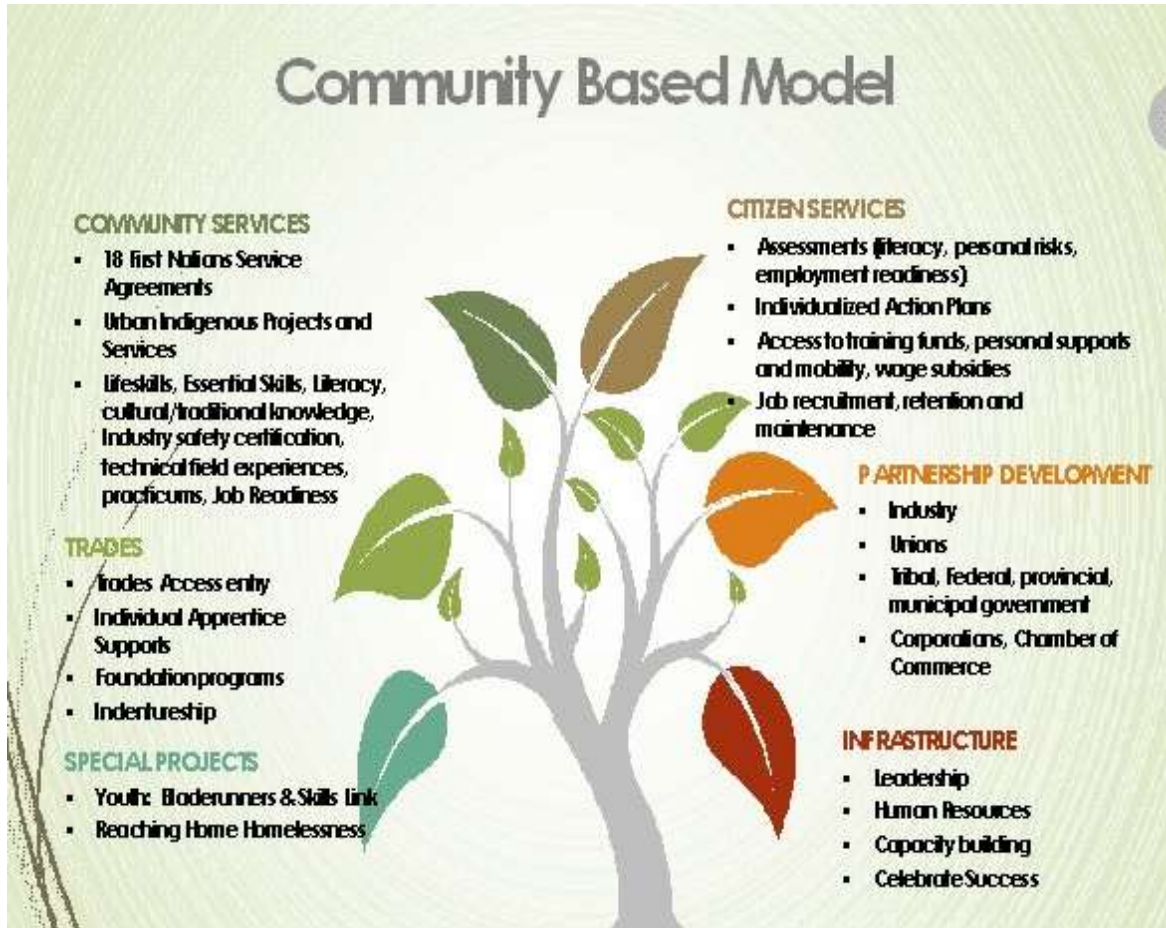 Community Based Model
COMMUNITY SERVICES
▪ 18 First Nations Service
Agreements
▪ Urban Indigenous Projects and
Services
▪ Lifeskills, Essential Skills, Literacy,
cultural/traditional knowledge,
Industry safety certification,
technical field experiences,
practicums, Job Readiness
TRADES
▪ Trades Access entry
▪ Individual Apprentice
Supports
▪ Foundation programs
▪ Indentureship
SPECIAL PROJECTS
▪ Youth: Bladerunners & Skills Link
▪ Reaching Home Homelessness
CITIZEN SERVICES
▪ Assessments (literacy, personal risks,
employment readiness)
▪ Individualized Action Plans
▪ Access to training funds, personal supports
and mobility, wage subsidies
▪ Job recruitment, retention and
maintenance
PARTNERSHIP DEVELOPMENT
▪ Industry
▪ Unions
▪ Tribal, Federal, provincial,
municipal government
▪ Corporations, Chamber of
Commerce
INFRASTRUCTURE
▪ Leadership
▪ Human Resources
▪ Capacity building
▪ Celebrate Success